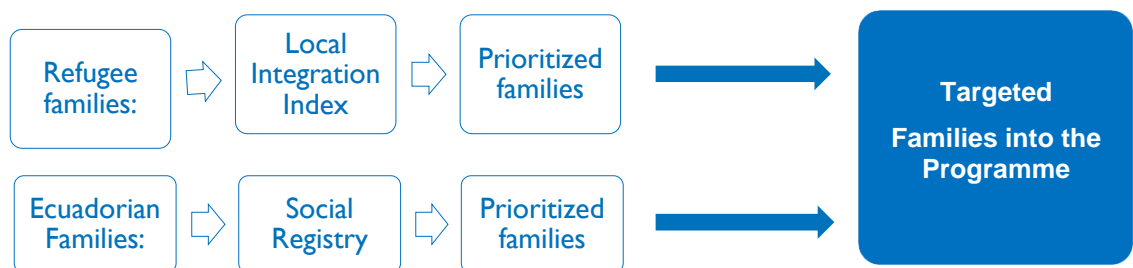 Refugee
families:
Local
Integration
Index
Prioritized
families
Targeted
Families into the
Programme
Ecuadorian
Families:
Social
Registry
Prioritized
families